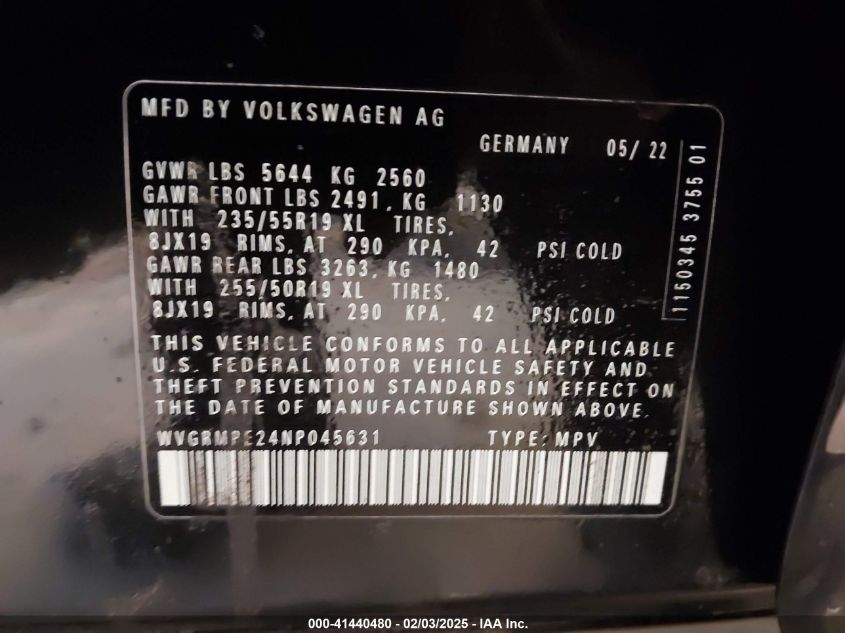 MFD BY VOLKSWAGEN AG
GERMANY 05/ 22
GVWR LBS 5644 KG 2560
GAWR FRONT LBS 2491, KG 1130
WITH 235/55R19 XL TIRES,
8JX19 RIMS, AT 290 KPA, 42 PSI COLD
GAWR REAR LBS 3263, KG 1480
WITH 255/50R19 XL TIRES,
8JX19 RIMS, AT 290 KPA, 42 PSI COLD
THIS VEHICLE CONFORMS TO ALL APPLICABLE
U.S. FEDERAL MOTOR VEHICLE SAFETY AND
THEFT PREVENTION STANDARDS IN EFFECT ON
THE DATE OF MANUFACTURE SHOWN ABOVE.
WVGRMPE24NP045631 TYPE: MPV
1150345 3755 01
000-41440480 - 02/03/2025 - IAA Inc.